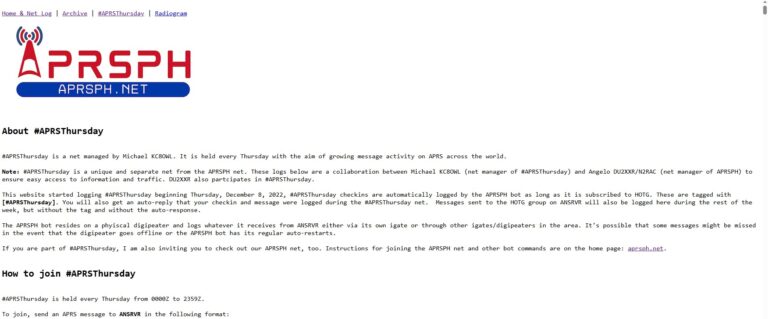 Home & Net Log | Archive | #APRSThursday | Radiogram
APRSPH
APRSPH.NET
About #APRSThursday
#APRSThursday is a net managed by Michael KC8OWL. It is held every Thursday with the aim of growing message activity on APRS across the world.
Note: #APRSThursday is a unique and separate net from the APRSPH net. These logs below are a collaboration between Michael KC8OWL (net manager of #APRSThursday) and Angelo DU2XXR/N2RAC (net manager of APRSPH) to
ensure easy access to information and traffic. DU2XXR also partcipates in #APRSThursday.
This website started logging #APRSThursday beginning Thursday, December 8, 2022, #APRSThursday checkins are automatically logged by the APRSPH bot as long as it is subscribed to HOTG. These are tagged with
[#APRSThursday]. You will also get an auto-reply that your checkin and message were logged during the #APRSThursday net. Messages sent to the HOTG group on ANSRVR will also be logged here during the rest of the
week, but without the tag and without the auto-response.
The APRSPH bot resides on a phyiscal digipeater and logs whatever it receives from ANSRVR either via its own igate or through other igates/digipeaters in the area. It's possible that some messages might be missed
in the event that the digipeater goes offline or the APRSPH bot has its regular auto-restarts.
If you are part of #APRSThursday, I am also inviting you to check out our APRSPH net, too. Instructions for joining the APRSPH net and other bot commands are on the home page: aprsph.net.
How to join #APRSThursday
#APRSThursday is held every Thursday from 0000Z to 2359Z.
To join, send an APRS message to ANSRVR in the following format: